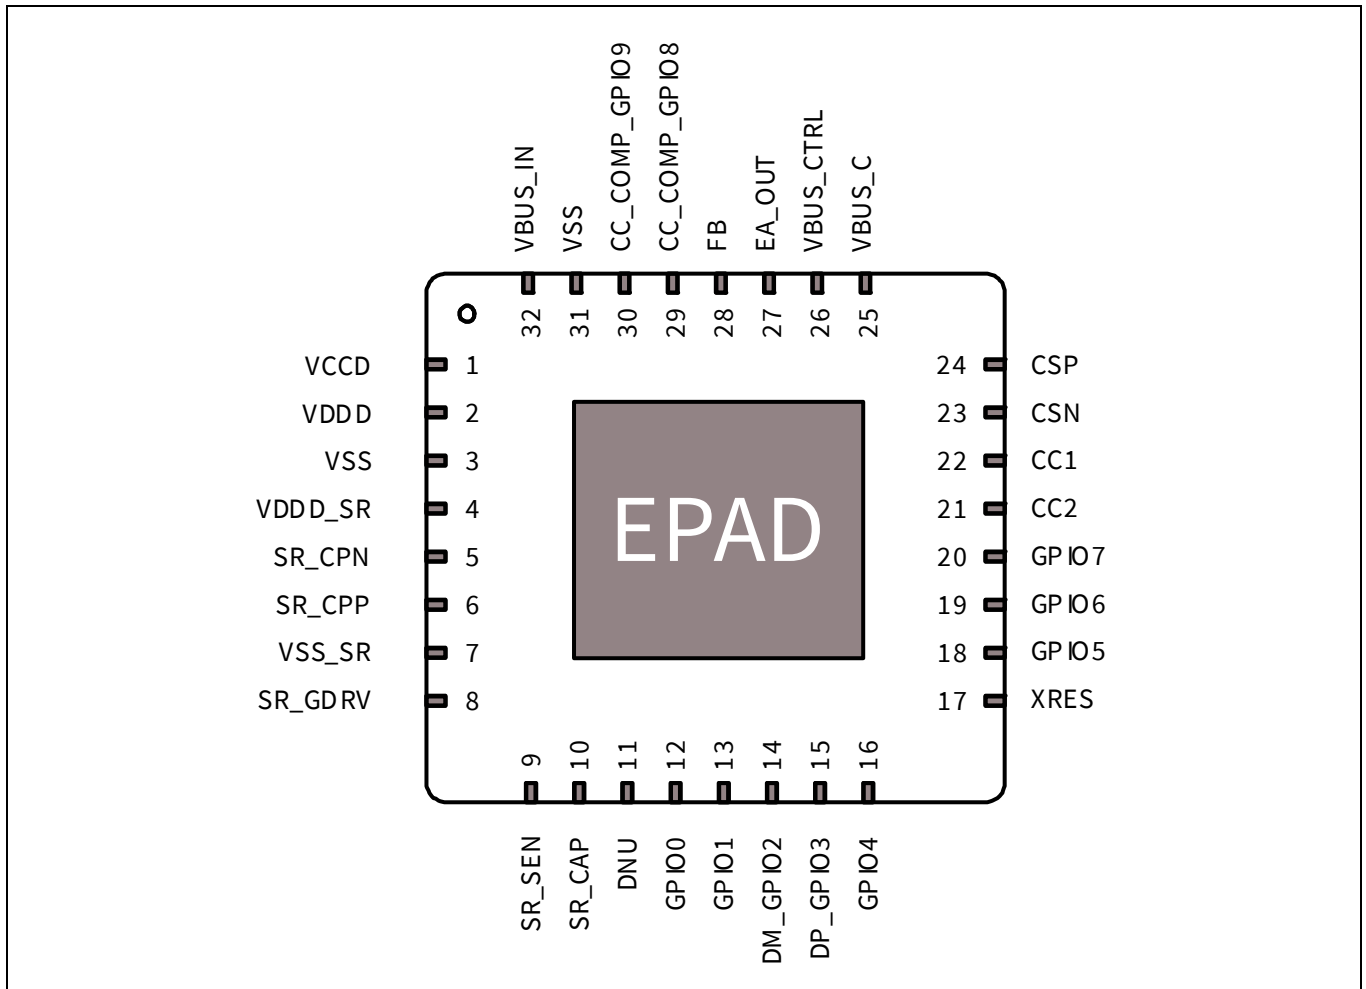 VBUS_IN
VSS
CC_COMP_GPIO9
CC_COMP_GPIO8
FB
EA_OUT
VBUS_CTRL
VBUS_C
32
31
30
29
28
27
26
25
VCCD 1
VDDD 2
VSS 3
VDDD_SR 4
SR_CPN 5
SR_CPP 6
VSS_SR 7
SR_GDRV 8
EPAD
24 CSP
23 CSN
22 CC1
21 CC2
20 GPIO7
19 GPIO6
18 GPIO5
17 XRES
9
10
11
12
13
14
15
16
SR_SEN
SR_CAP
DNU
GPIO0
GPIO1
DM_GPIO2
DP_GPIO3
GPIO4